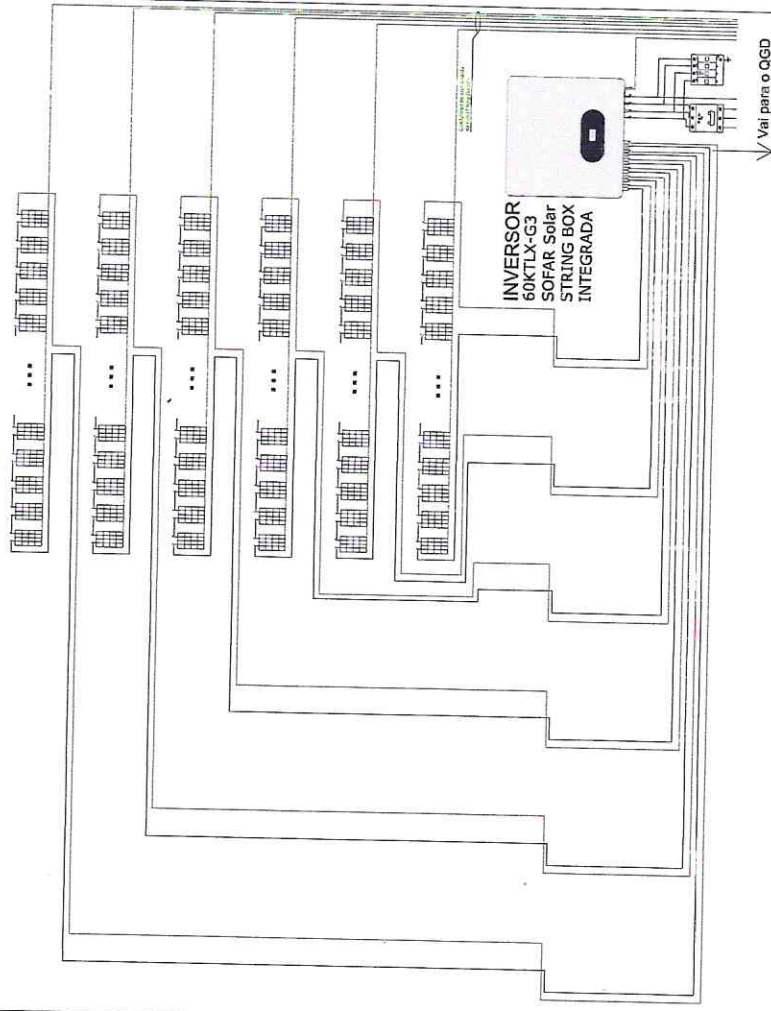 INVERSOR
60KTLX-G3
SOFAR Solar
STRING BOX
INTEGRADA
Vai para o QGD